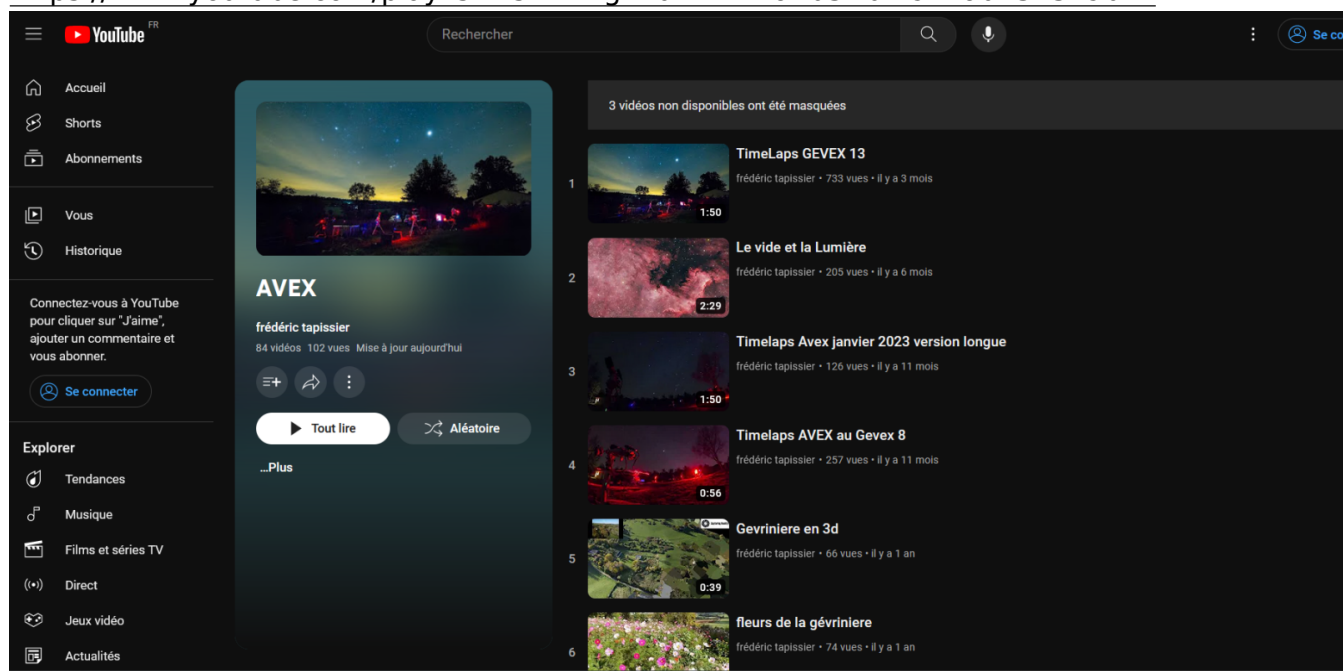 YouTube FR
Rechercher
Se co
Accueil
Shorts
Abonnements
Vous
Historique
Connectez-vous à YouTube
pour cliquer sur "J'aime",
ajouter un commentaire et
vous abonner.
Se connecter
Explorer
Tendances
Musique
Films et séries TV
Direct
Jeux vidéo
Actualités
AVEX
frédéric tapissier
84 vidéos 102 vues Mise à jour aujourd'hui
Tout lire
Aléatoire
...Plus
3 vidéos non disponibles ont été masquées
1
1:50
TimeLaps GEVEX 13
frédéric tapissier • 733 vues • il y a 3 mois
2
2:29
Le vide et la Lumière
frédéric tapissier • 205 vues • il y a 6 mois
3
1:50
Timelaps Avex janvier 2023 version longue
frédéric tapissier • 126 vues • il y a 11 mois
4
0:56
Timelaps AVEX au Gevex 8
frédéric tapissier • 257 vues • il y a 11 mois
5
0:39
Gevriniere en 3d
frédéric tapissier • 66 vues • il y a 1 an
6
fleurs de la gévriniere
frédéric tapissier • 74 vues • il y a 1 an